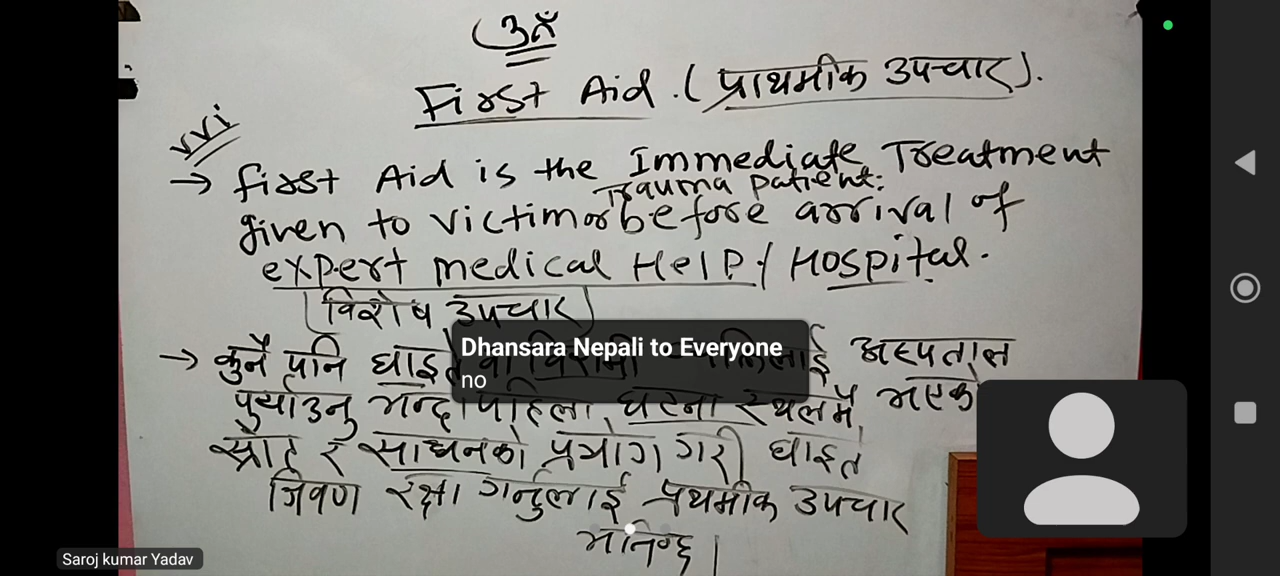 First Aid. (प्राथमीक उपचार).
vvi
→ first Aid is the Immediate Treatment
Trauma patient:
given to victim or before arrival of
expert medical Help / Hospital.
(विशेष उपचार)
→ कुनै पनि घाइते वा बिरामी लाई अस्पताल
पुर्याउनु भन्दा पहिला घटना स्थलमै भएको
स्रोत र साधनको प्रयोग गरी घाइते
जिवण रक्षा गर्नुलाई प्रथमीक उपचार
भनिन्छ।
Dhansara Nepali to Everyone
no
Saroj kumar Yadav